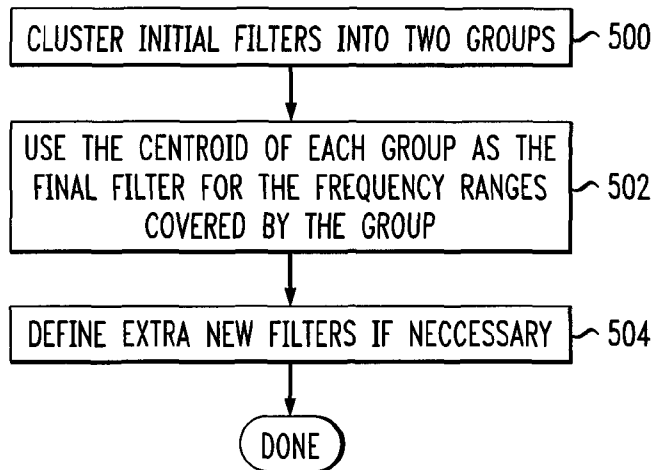 CLUSTER INITIAL FILTERS INTO TWO GROUPS 500
USE THE CENTROID OF EACH GROUP AS THE
FINAL FILTER FOR THE FREQUENCY RANGES 502
COVERED BY THE GROUP
DEFINE EXTRA NEW FILTERS IF NECCESSARY 504
DONE